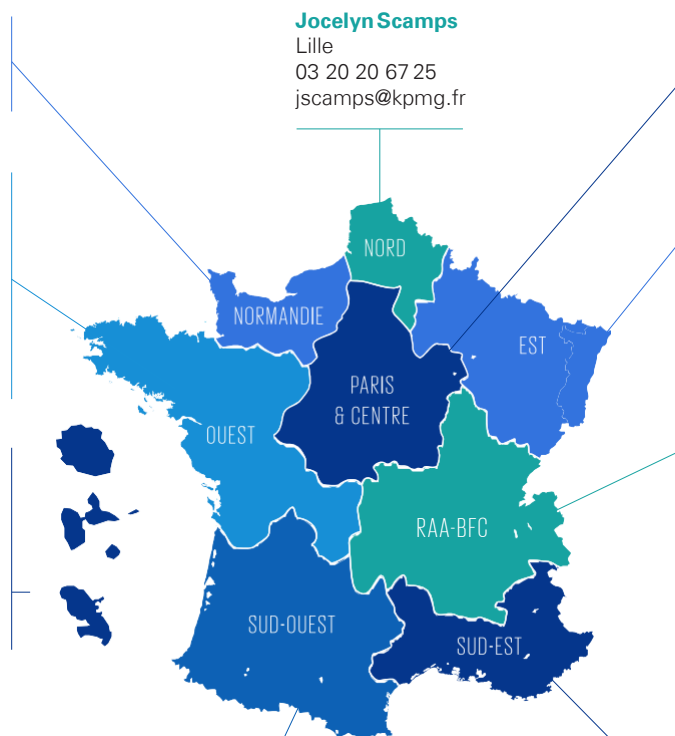 Jocelyn Scamps
Lille
03 20 20 67 25
jscamps@kpmg.fr
NORD
NORMANDIE
EST
PARIS
& CENTRE
OUEST
RAA-BFC
SUD-OUEST
SUD-EST